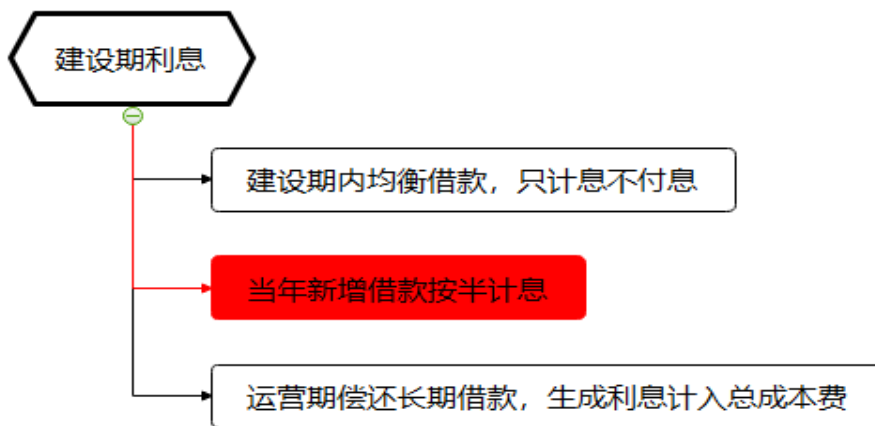 建设期利息
建设期内均衡借款，只计息不付息
当年新增借款按半计息
运营期偿还长期借款，生成利息计入总成本费